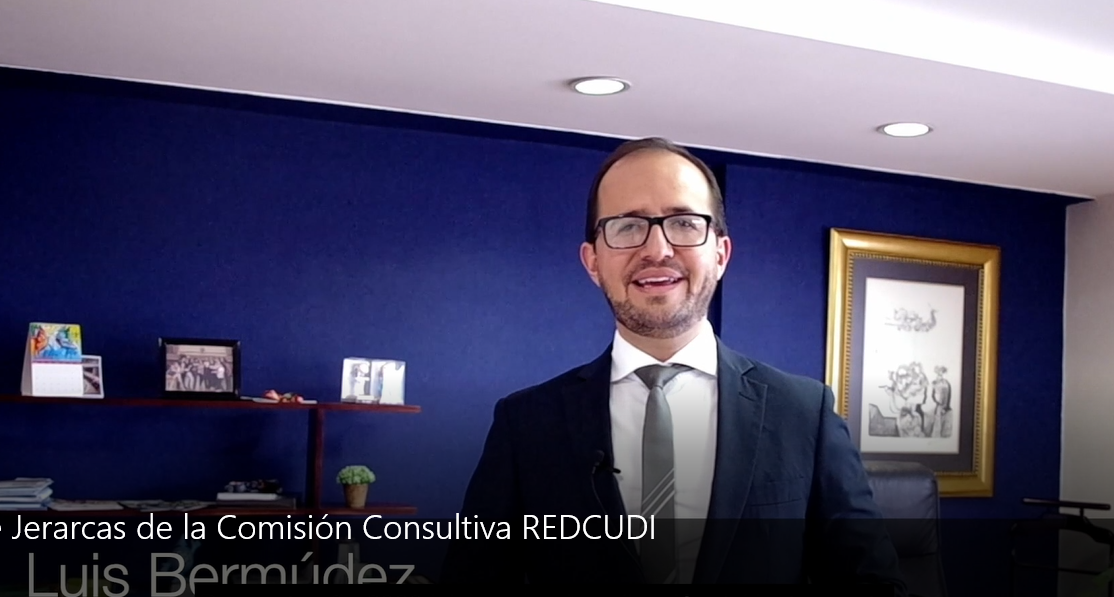 e Jerarcas de la Comisión Consultiva REDCUDI
Luis Bermúdez